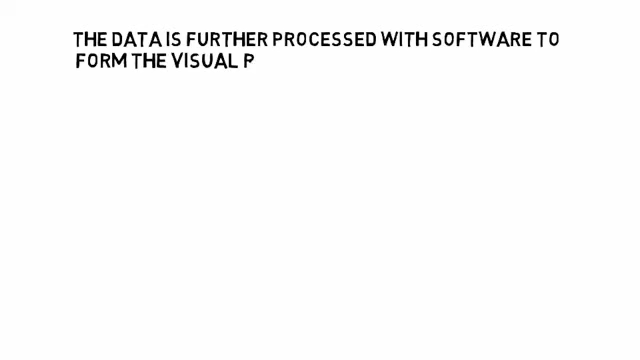 THE DATA IS FURTHER PROCESSED WITH SOFTWARE TO
FORM THE VISUAL P